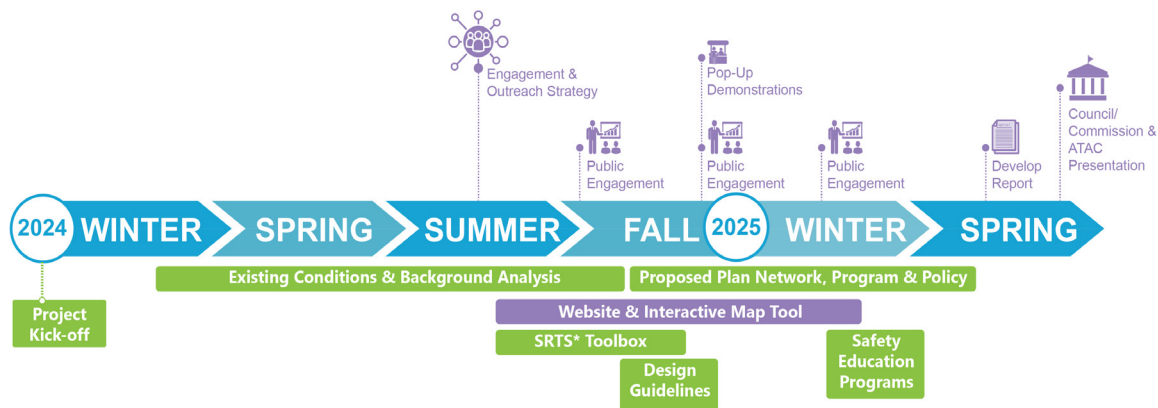 Engagement &
Outreach Strategy
Pop-Up
Demonstrations
Council/
Commission &
ATAC
Presentation
Public
Engagement
Public
Engagement
Public
Engagement
Develop
Report
2024
WINTER
SPRING
SUMMER
FALL
2025
WINTER
SPRING
Existing Conditions & Background Analysis
Proposed Plan Network, Program & Policy
Project
Kick-off
Website & Interactive Map Tool
SRTS* Toolbox
Safety
Education
Programs
Design
Guidelines